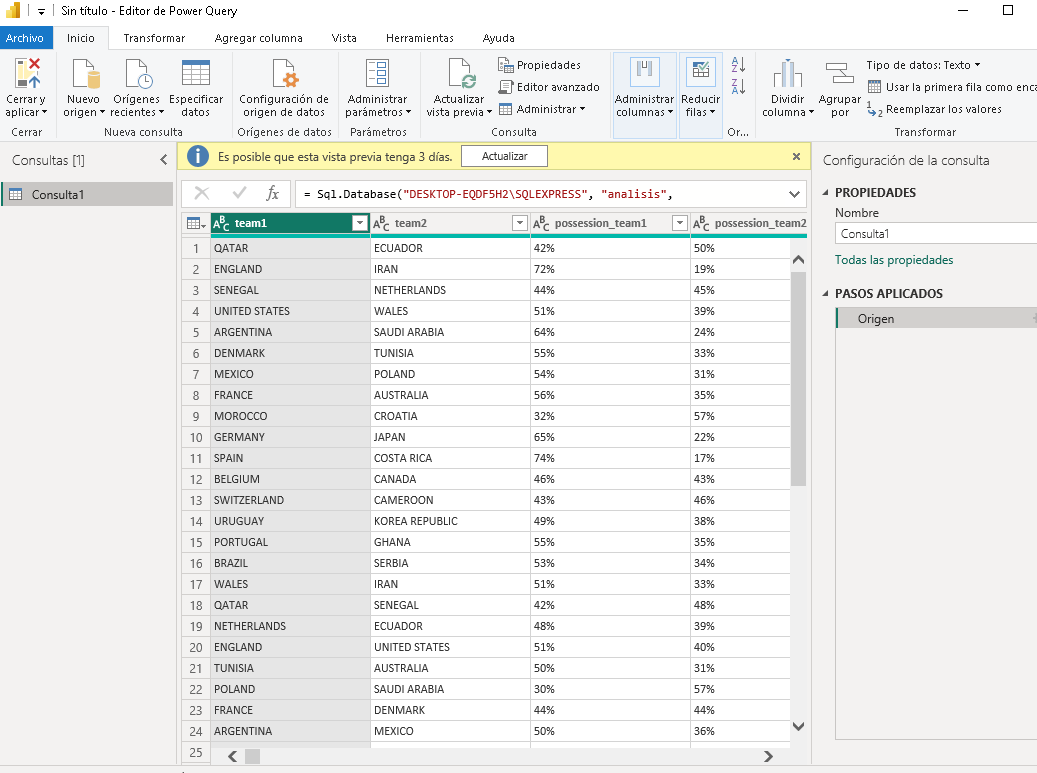 Sin título - Editor de Power Query
Archivo Inicio Transformar Agregar columna Vista Herramientas Ayuda
Cerrar y aplicar
Cerrar
Nuevo origen
Orígenes recientes
Especificar datos
Nueva consulta
Configuración de origen de datos
Orígenes de datos
Administrar parámetros
Parámetros
Actualizar vista previa
Propiedades
Editor avanzado
Administrar
Consulta
Administrar columnas
Reducir filas
Or...
Dividir columna
Agrupar por
Tipo de datos: Texto
Usar la primera fila como enca
Reemplazar los valores
Transformar
Consultas [1]
Consulta1
Es posible que esta vista previa tenga 3 días. Actualizar
= Sql.Database("DESKTOP-EQDF5H2\SQLEXPRESS", "analisis",
team1 team2 possession_team1 possession_team2
1 QATAR ECUADOR 42% 50%
2 ENGLAND IRAN 72% 19%
3 SENEGAL NETHERLANDS 44% 45%
4 UNITED STATES WALES 51% 39%
5 ARGENTINA SAUDI ARABIA 64% 24%
6 DENMARK TUNISIA 55% 33%
7 MEXICO POLAND 54% 31%
8 FRANCE AUSTRALIA 56% 35%
9 MOROCCO CROATIA 32% 57%
10 GERMANY JAPAN 65% 22%
11 SPAIN COSTA RICA 74% 17%
12 BELGIUM CANADA 46% 43%
13 SWITZERLAND CAMEROON 43% 46%
14 URUGUAY KOREA REPUBLIC 49% 38%
15 PORTUGAL GHANA 55% 35%
16 BRAZIL SERBIA 53% 34%
17 WALES IRAN 51% 33%
18 QATAR SENEGAL 42% 48%
19 NETHERLANDS ECUADOR 48% 39%
20 ENGLAND UNITED STATES 51% 40%
21 TUNISIA AUSTRALIA 50% 31%
22 POLAND SAUDI ARABIA 30% 57%
23 FRANCE DENMARK 44% 44%
24 ARGENTINA MEXICO 50% 36%
25
Configuración de la consulta
PROPIEDADES
Nombre
Consulta1
Todas las propiedades
PASOS APLICADOS
Origen